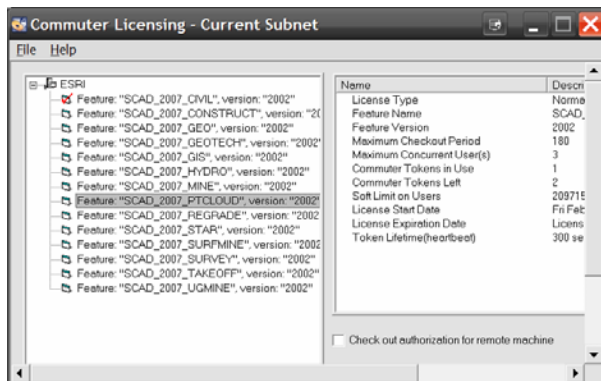 Commuter Licensing - Current Subnet
File Help
ESRI
Feature: "SCAD_2007_CIVIL", version: "2002"
Feature: "SCAD_2007_CONSTRUCT", version: "2(
Feature: "SCAD_2007_GEO", version: "2002"
Feature: "SCAD_2007_GEOTECH", version: "2002"
Feature: "SCAD_2007_GIS", version: "2002"
Feature: "SCAD_2007_HYDRO", version: "2002"
Feature: "SCAD_2007_MINE", version: "2002"
Feature: "SCAD_2007_PTCLOUD", version: "2002"
Feature: "SCAD_2007_REGRADE", version: "2002
Feature: "SCAD_2007_STAR", version: "2002"
Feature: "SCAD_2007_SURFMINE", version: "2002
Feature: "SCAD_2007_SURVEY", version: "2002"
Feature: "SCAD_2007_TAKEOFF", version: "2002"
Feature: "SCAD_2007_UGMINE", version: "2002"
Name Descri
License Type Norma
Feature Name SCAD_
Feature Version 2002
Maximum Checkout Period 180
Maximum Concurrent User(s) 3
Commuter Tokens in Use 1
Commuter Tokens Left 2
Soft Limit on Users 209715
License Start Date Fri Feb
License Expiration Date Licens
Token Lifetime(heartbeat) 300 se
Check out authorization for remote machine